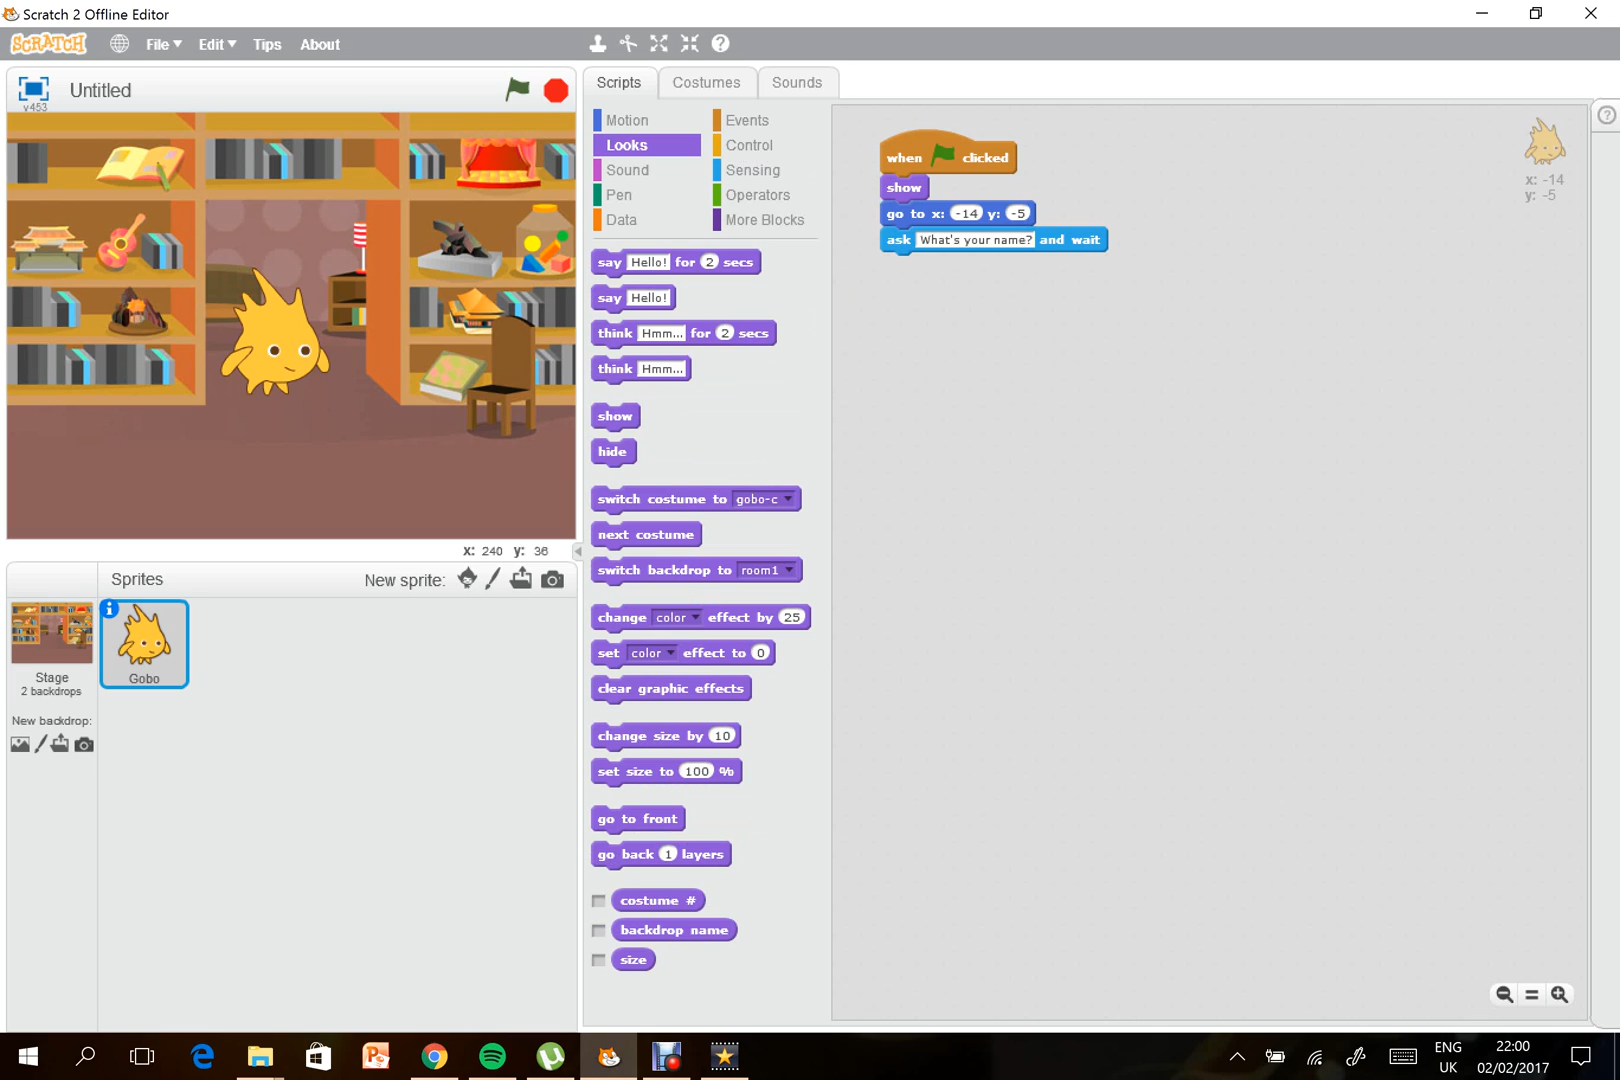 Scratch 2 Offline Editor
SCRATCH File Edit Tips About
v453
Untitled
Scripts Costumes Sounds
Motion Events
Looks Control
Sound Sensing
Pen Operators
Data More Blocks
say Hello! for 2 secs
say Hello!
think Hmm... for 2 secs
think Hmm...
show
hide
switch costume to gobo-c
next costume
switch backdrop to room1
change color effect by 25
set color effect to 0
clear graphic effects
change size by 10
set size to 100 %
go to front
go back 1 layers
costume #
backdrop name
size
when clicked
show
go to x: -14 y: -5
ask What's your name? and wait
x: -14
y: -5
x: 240 y: 36
Sprites New sprite:
Stage
2 backdrops
New backdrop:
Gobo
ENG
UK
22:00
02/02/2017